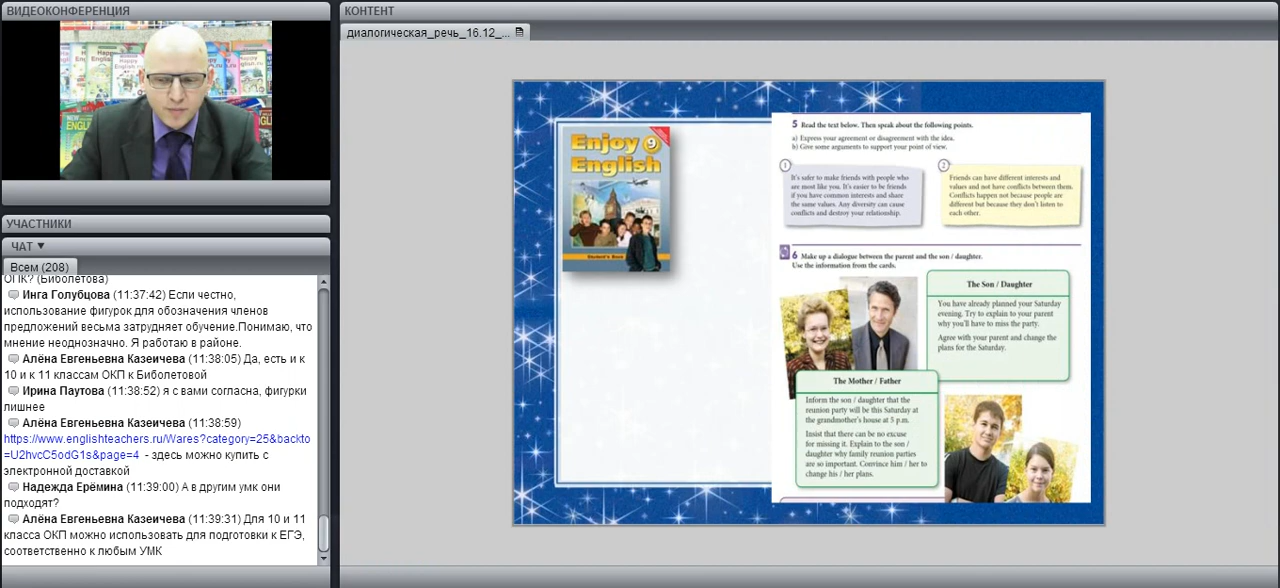 ВИДЕОКОНФЕРЕНЦИЯ
УЧАСТНИКИ
ЧАТ ▼
Всем (208)
ОГІК? (Биболетова)
Инга Голубцова (11:37:42) Если честно,
использование фигурок для обозначения членов
предложений весьма затрудняет обучение.Понимаю, что
мнение неоднозначно. Я работаю в районе.
Алёна Евгеньевна Казеичева (11:38:05) Да, есть и к
10 и к 11 классам ОКП к Биболетовой
Ирина Паутова (11:38:52) я с вами согласна, фигурки
лишнее
Алёна Евгеньевна Казеичева (11:38:59)
https://www.englishteachers.ru/Wares?category=25&backto
=U2hvcC5odG1s&page=4 - здесь можно купить с
электронной доставкой
Надежда Ерёмина (11:39:00) А в другим умк они
подходят?
Алёна Евгеньевна Казеичева (11:39:31) Для 10 и 11
класса ОКП можно использовать для подготовки к ЕГЭ,
соответственно к любым УМК
КОНТЕНТ
диалогическая_речь_16.12_...
Enjoy 9
English
Student's Book
5 Read the text below. Then speak about the following points.
a) Express your agreement or disagreement with the idea.
b) Give some arguments to support your point of view.
1
It's safer to make friends with people who
are most like you. It's easier to be friends
if you have common interests and share
the same values. Any diversity can cause
conflicts and destroy your relationship.
2
Friends can have different interests and
values and not have conflicts between them.
Conflicts happen not because people are
different but because they don't listen to
each other.
6 Make up a dialogue between the parent and the son / daughter.
Use the information from the cards.
The Son / Daughter
You have already planned your Saturday
evening. Try to explain to your parent
why you'll have to miss the party.
Agree with your parent and change the
plans for the Saturday.
The Mother / Father
Inform the son / daughter that the
reunion party will be this Saturday at
the grandmother's house at 5 p.m.
Insist that there can be no excuse
for missing it. Explain to the son /
daughter why family reunion parties
are so important. Convince him / her to
change his / her plans.